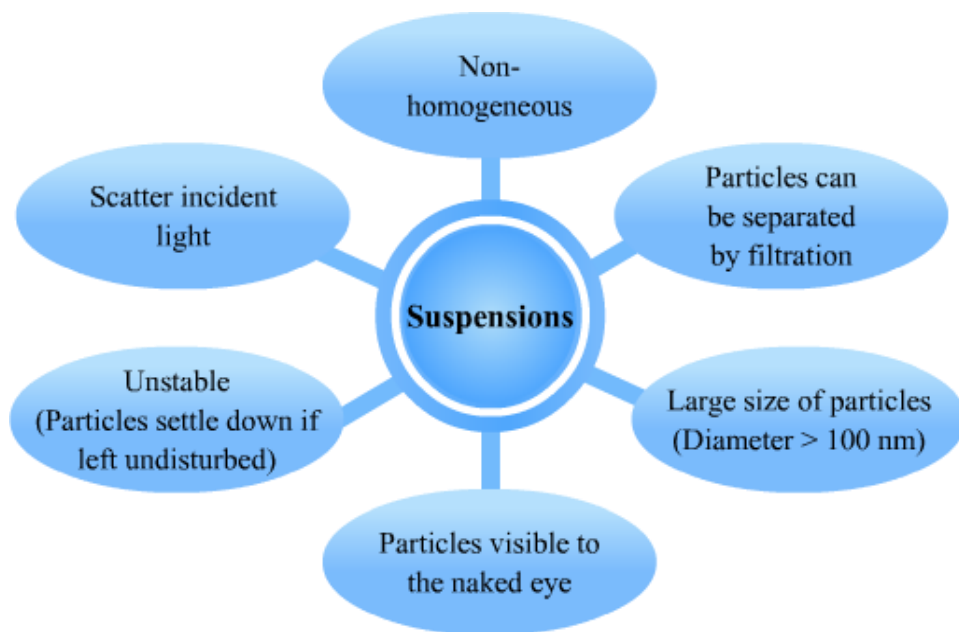 Non-
homogeneous
Scatter incident
light
Particles can
be separated
by filtration
Suspensions
Unstable
(Particles settle down if
left undisturbed)
Large size of particles
(Diameter > 100 nm)
Particles visible to
the naked eye